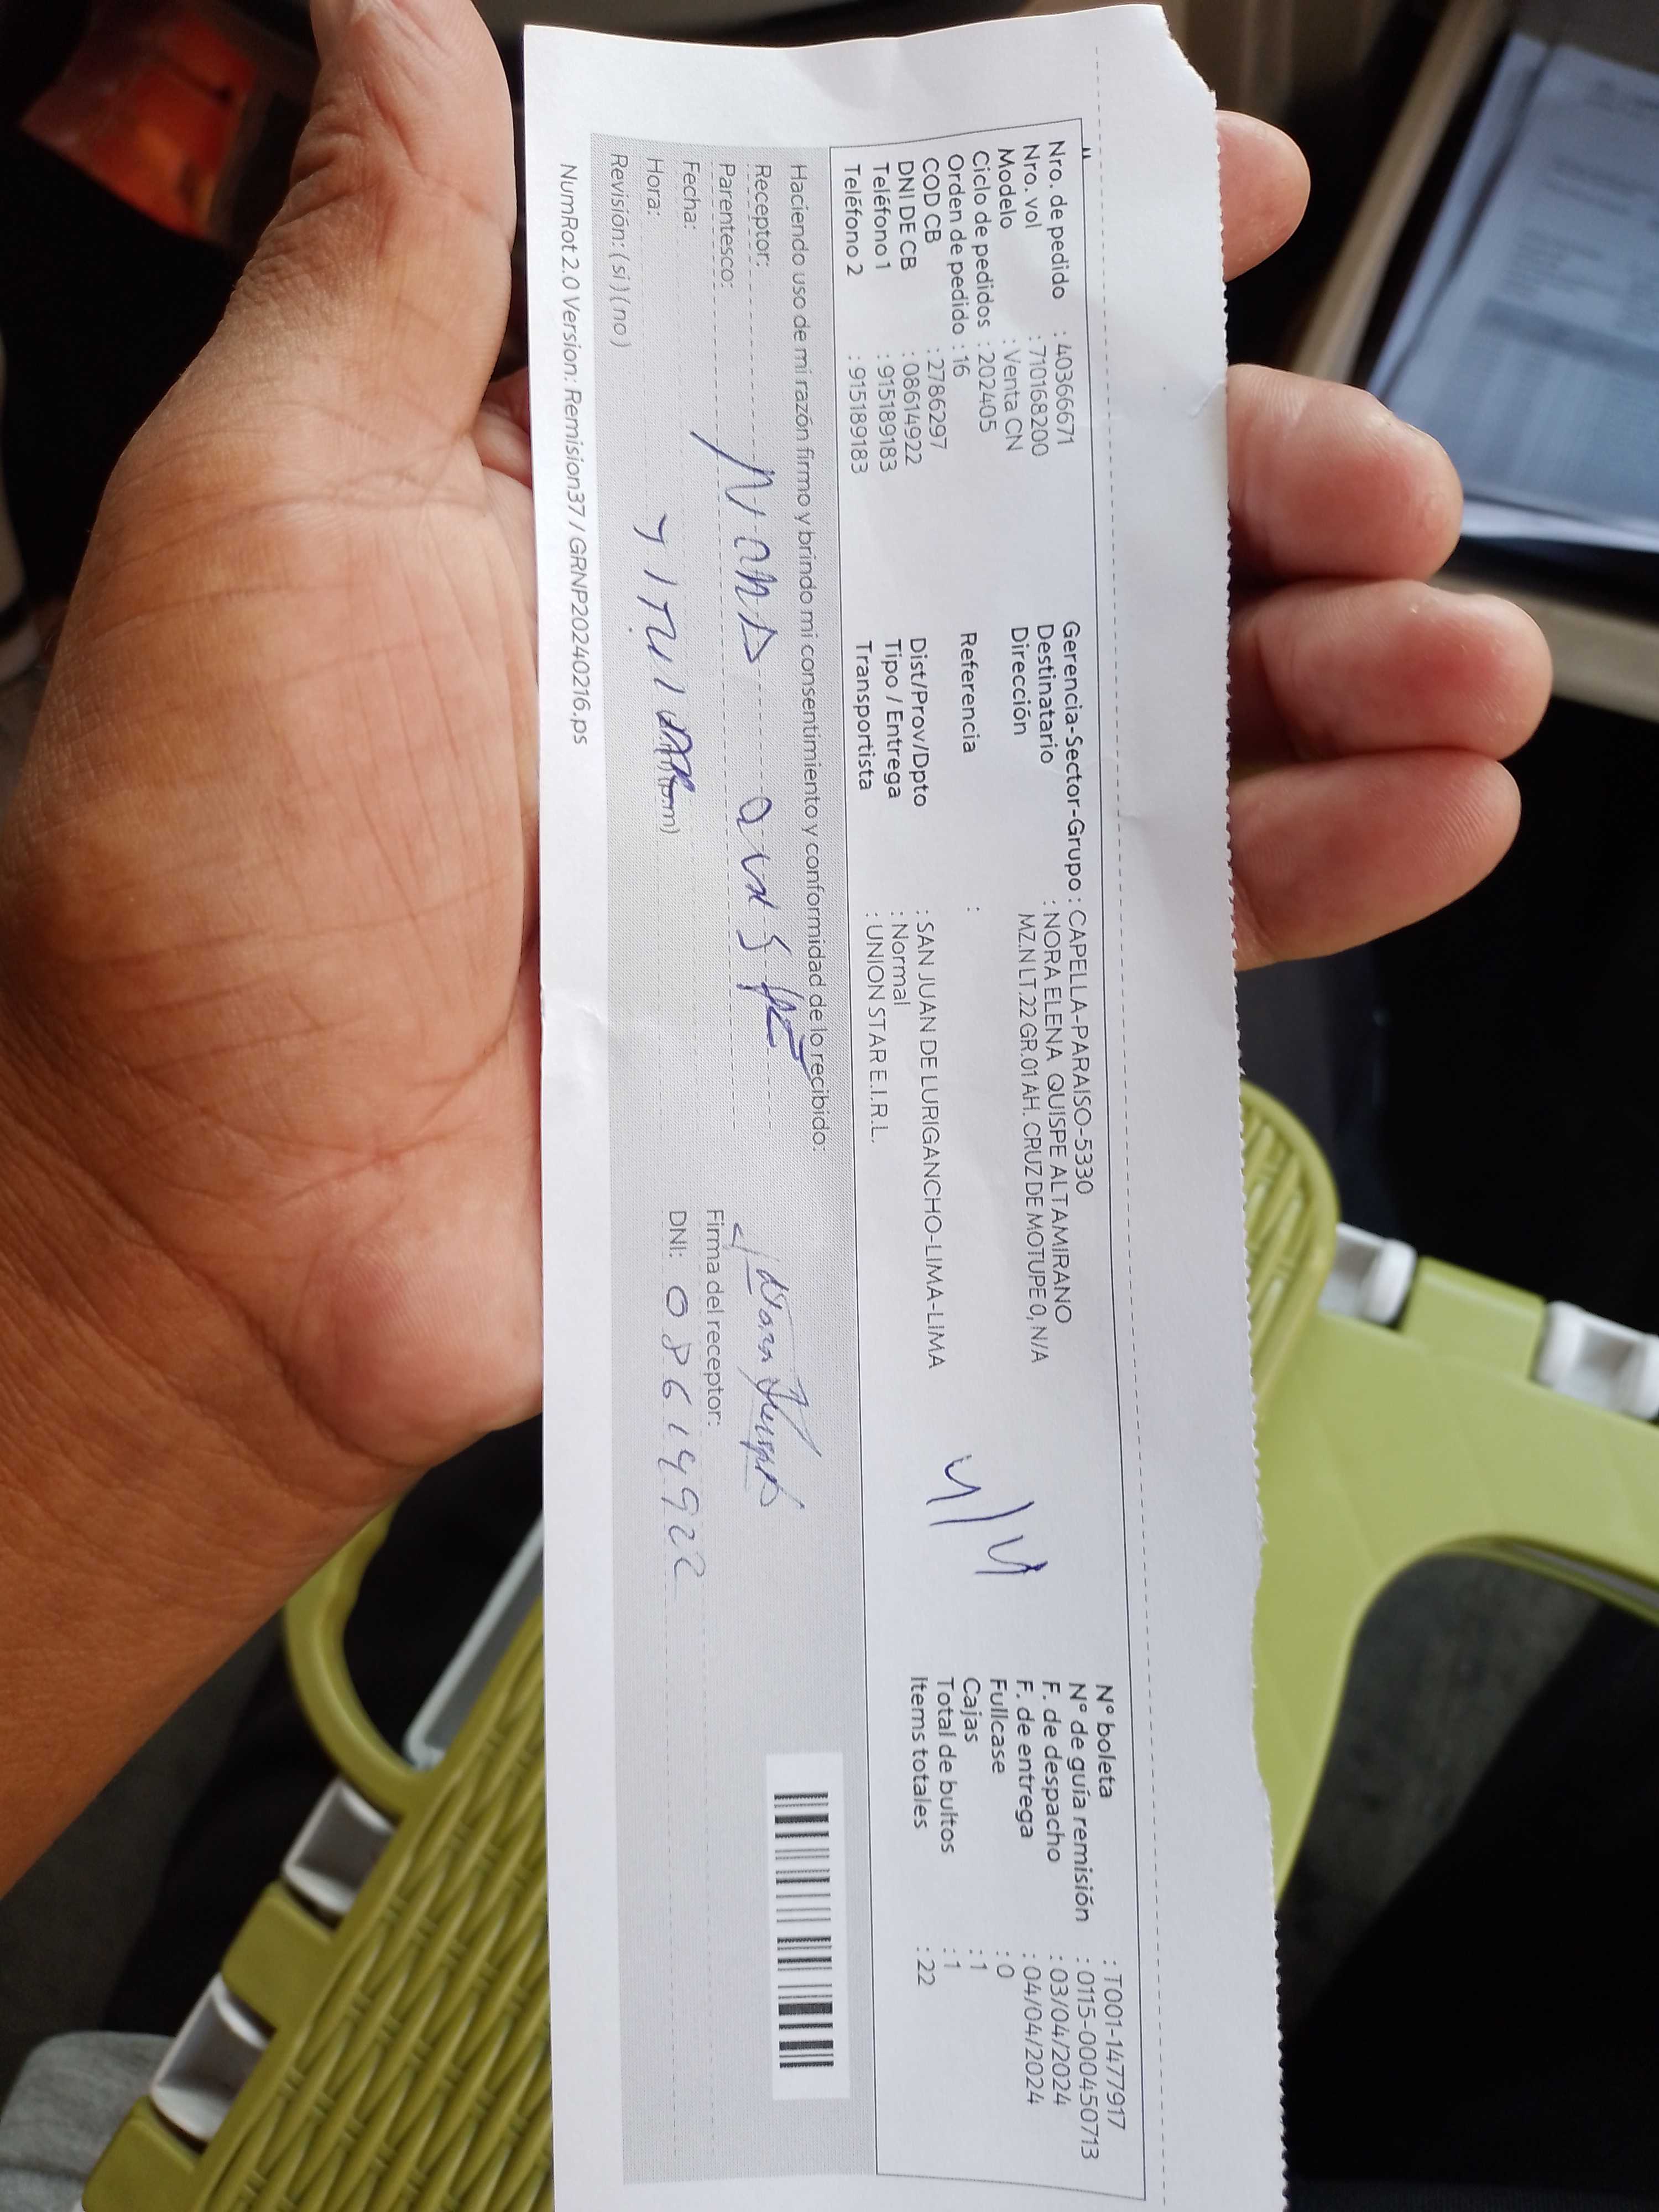 Nro. de pedido : 40366671
Nro. vol : 710168200
Modelo : Venta CN
Ciclo de pedidos : 202405
Orden de pedido : 16
COD CB : 2786297
DNI DE CB : 08614922
Teléfono 1 : 915189183
Teléfono 2 : 915189183
Gerencia-Sector-Grupo : CAPELLA-PARAISO-5330
Destinatario : NORA ELENA QUISPE ALTAMIRANO
Dirección MZ.N LT.22 GR.01 AH. CRUZ DE MOTUPE 0, N/A
Referencia :
Dist/Prov/Dpto : SAN JUAN DE LURIGANCHO-LIMA-LIMA
Tipo / Entrega : Normal
Transportista : UNION STAR E.I.R.L.
4/4
N° boleta : T001-1477917
N° de guía remisión : 0115-000450713
F. de despacho : 03/04/2024
F. de entrega : 04/04/2024
Fullcase : 0
Cajas : 1
Total de bultos : 1
Items totales : 22
Haciendo uso de mi razón firmo y brindo mi consentimiento y conformidad de lo recibido:
Receptor:
Parentesco:
Fecha:
Hora:
Revisión: ( si ) ( no )
Firma del receptor:
DNI: 08614922
NumRot 2.0 Version: Remision37 / GRNP20240216.ps